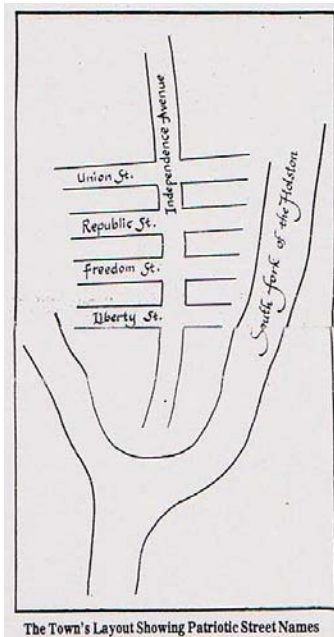 Independence Avenue
Union St.
Republic St.
Freedom St.
Liberty St.
South fork of the Holston
The Town's Layout Showing Patriotic Street Names